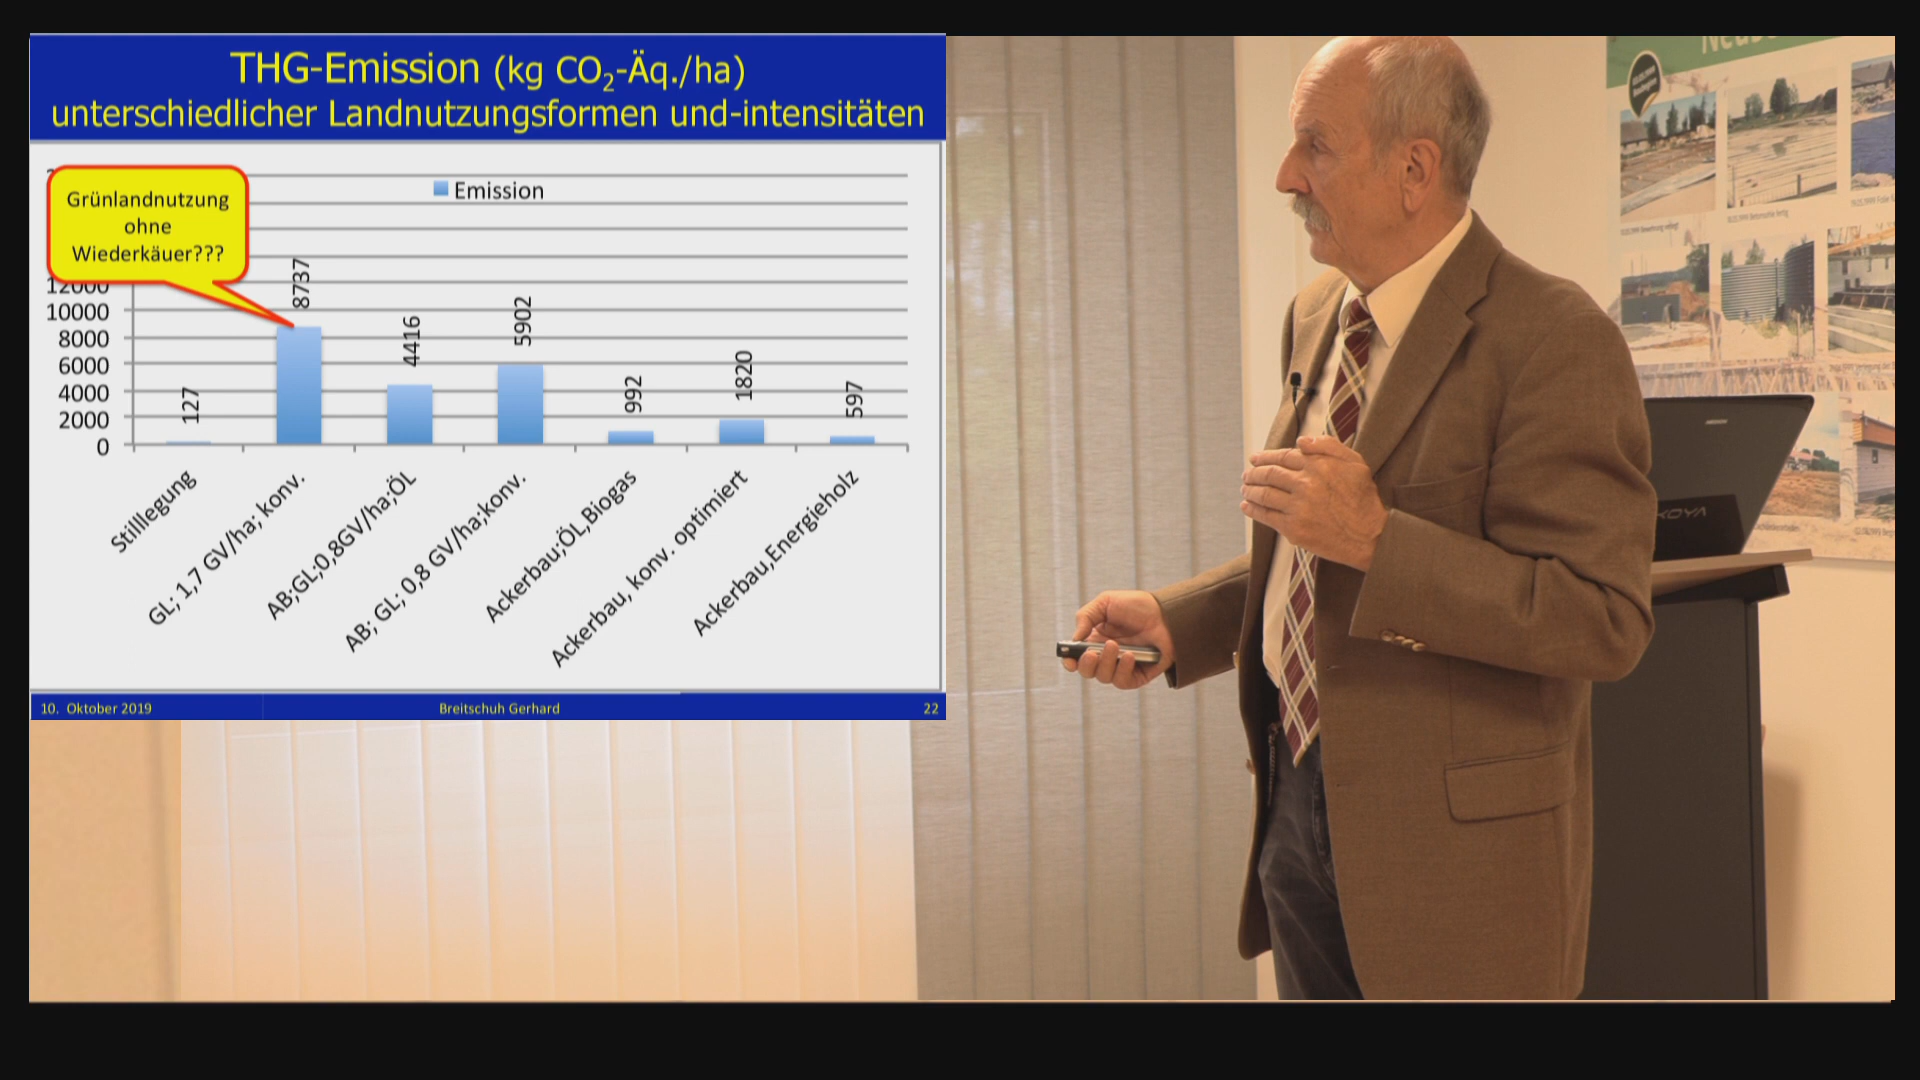 THG-Emission (kg CO₂-Äq./ha)
unterschiedlicher Landnutzungsformen und-intensitäten
Grünlandnutzung
ohne
Wiederkäuer???
Emission
12000
10000
8000
6000
4000
2000
0
127
8737
4416
5902
992
1820
597
Stilllegung
GL; 1,7 GV/ha; konv.
AB;GL;0,8GV/ha;ÖL
AB; GL; 0,8 GV/ha;konv.
Ackerbau;ÖL,Biogas
Ackerbau, konv. optimiert
Ackerbau,Energieholz
10. Oktober 2019
Breitschuh Gerhard
22